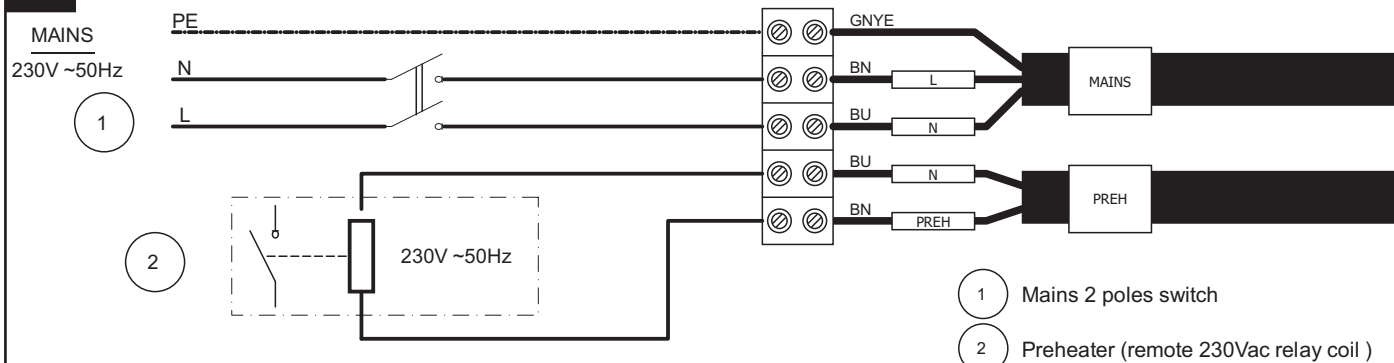 MAINS
230V ~50Hz
1
PE
N
L
GNYE
BN
L
BU
N
MAINS
BU
N
BN
PREH
PREH
2
230V ~50Hz
1 Mains 2 poles switch
2 Preheater (remote 230Vac relay coil )